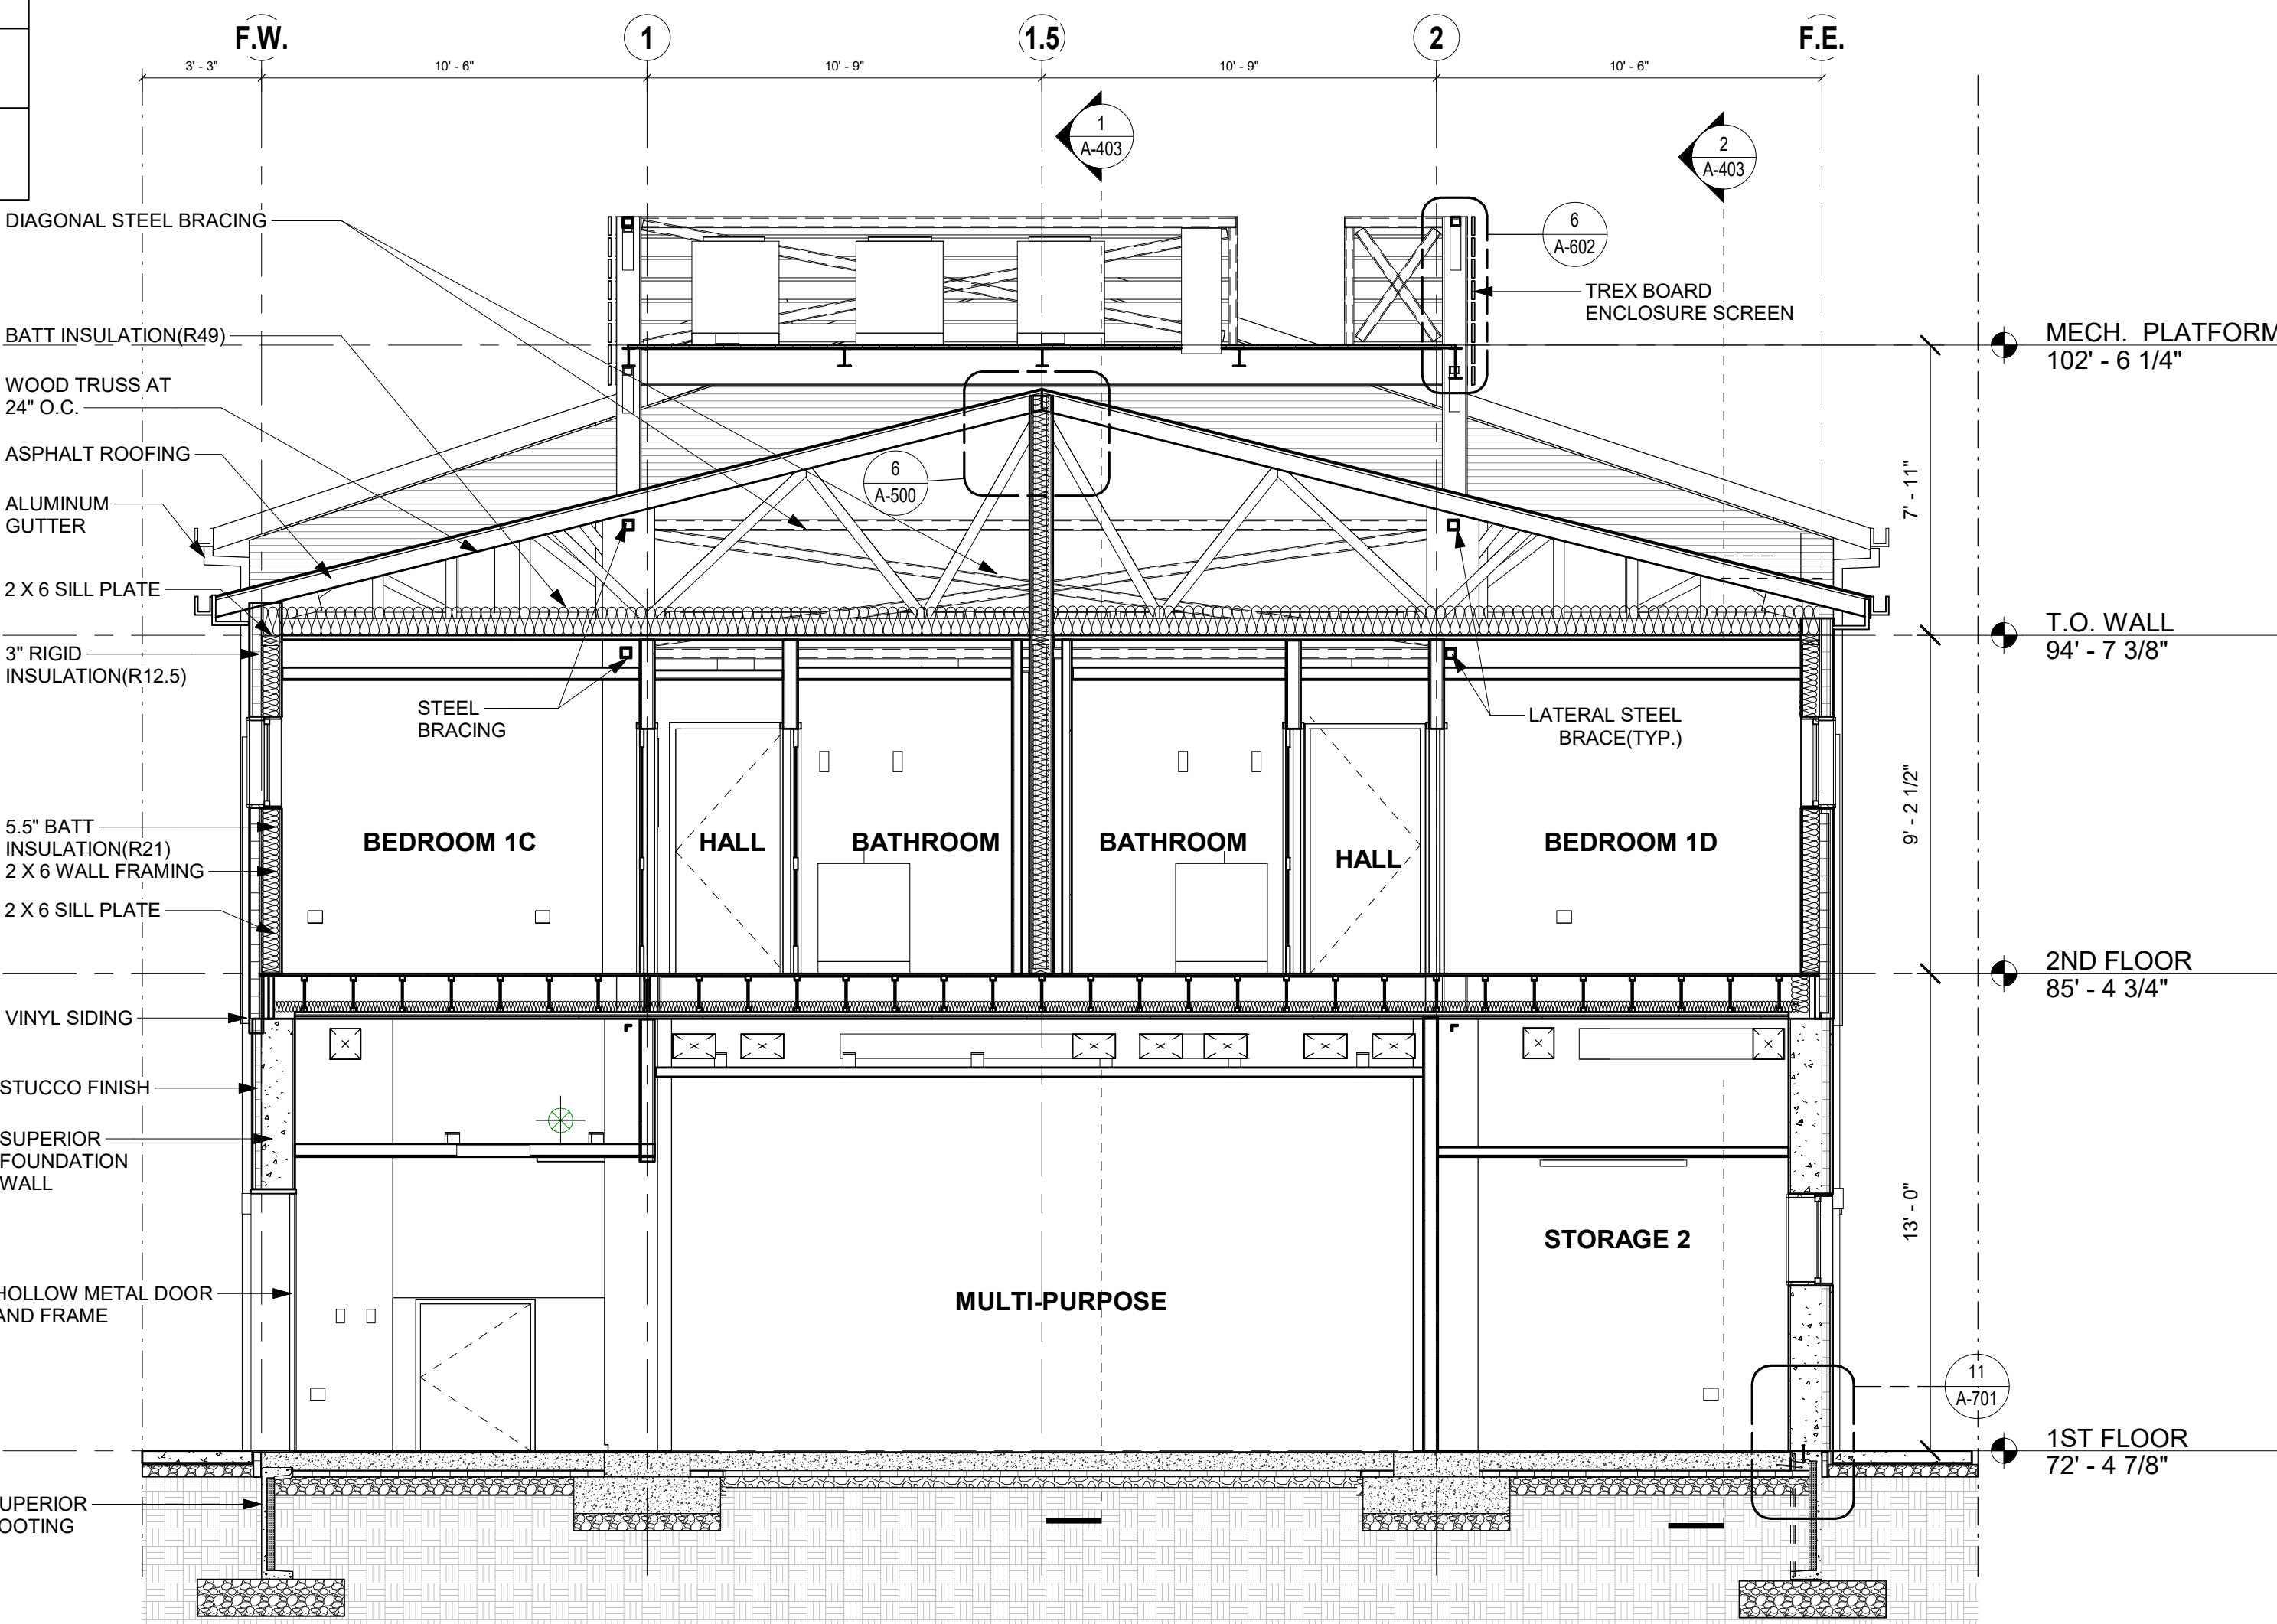 F.W.
1
1.5
2
F.E.
3' - 3"
10' - 6"
10' - 9"
10' - 9"
10' - 6"
1
A-403
2
A-403
DIAGONAL STEEL BRACING
6
A-602
TREX BOARD
ENCLOSURE SCREEN
BATT INSULATION(R49)
MECH. PLATFORM
102' - 6 1/4"
WOOD TRUSS AT
24" O.C.
ASPHALT ROOFING
6
A-500
7' - 11"
ALUMINUM
GUTTER
2 X 6 SILL PLATE
T.O. WALL
94' - 7 3/8"
3" RIGID
INSULATION(R12.5)
STEEL
BRACING
LATERAL STEEL
BRACE(TYP.)
9' - 2 1/2"
5.5" BATT
INSULATION(R21)
2 X 6 WALL FRAMING
2 X 6 SILL PLATE
BEDROOM 1C
HALL
BATHROOM
BATHROOM
HALL
BEDROOM 1D
2ND FLOOR
85' - 4 3/4"
VINYL SIDING
STUCCO FINISH
SUPERIOR
FOUNDATION
WALL
13' - 0"
STORAGE 2
HOLLOW METAL DOOR
AND FRAME
MULTI-PURPOSE
11
A-701
1ST FLOOR
72' - 4 7/8"
UPERIOR
OOTING